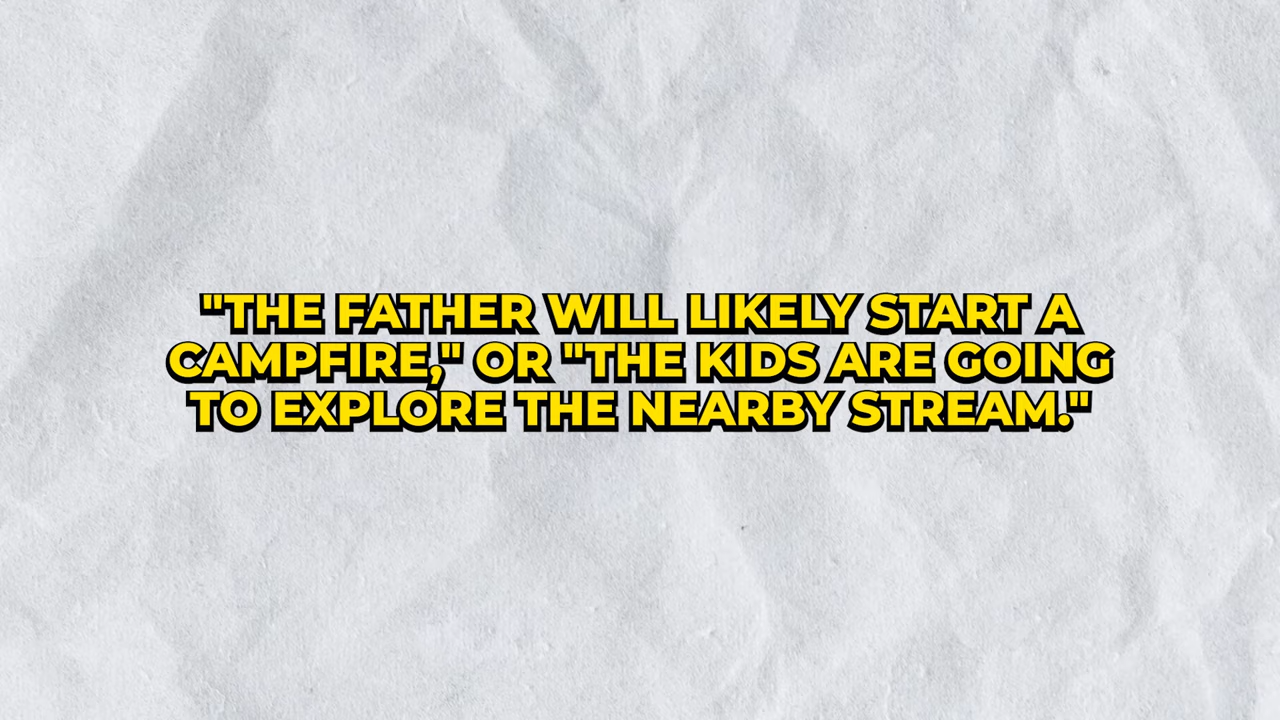 "THE FATHER WILL LIKELY START A
CAMPFIRE," OR "THE KIDS ARE GOING
TO EXPLORE THE NEARBY STREAM."